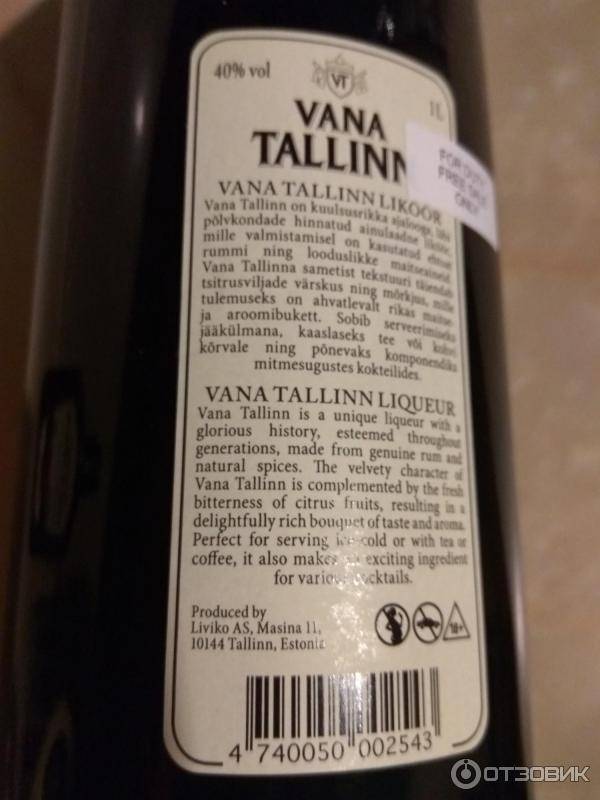 40% vol
VT
1L
VANA
TALLINN
FOR DUTY
FREE SALE
ONLY
VANA TALLINN LIKÖÖR
Vana Tallinn on kuulsusrikka ajalooga, läbi
põlvkondade hinnatud ainulaadne liköör,
mille valmistamisel on kasutatud ehtsat
rummi ning looduslikke maitseaineid.
Vana Tallinna sametist tekstuuri täiendab
tsitrusviljade värskus ning mõrkjus, mille
tulemuseks on ahvatlevalt rikas maitse-
ja aroomibukett. Sobib serveerimiseks
jääkülmana, kaaslaseks tee või kohvi
kõrvale ning põnevaks komponendiks
mitmesugustes kokteilides.
VANA TALLINN LIQUEUR
Vana Tallinn is a unique liqueur with a
glorious history, esteemed throughout
generations, made from genuine rum and
natural spices. The velvety character of
Vana Tallinn is complemented by the fresh
bitterness of citrus fruits, resulting in a
delightfully rich bouquet of taste and aroma.
Perfect for serving ice-cold or with tea or
coffee, it also makes an exciting ingredient
for various cocktails.
Produced by
Liviko AS, Masina 11,
10144 Tallinn, Estonia
18+
4 740050 002543
ОТЗОВИК